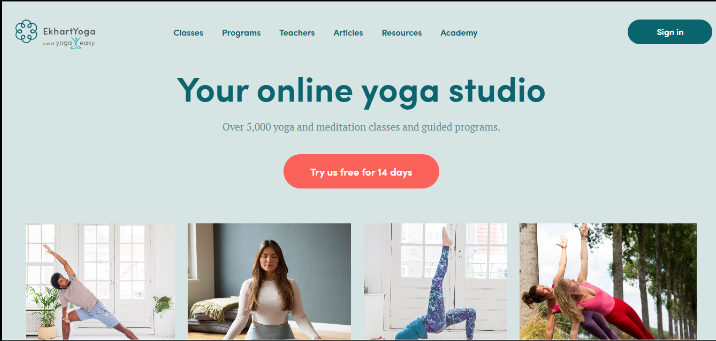 EkhartYoga
part of yoga easy
Classes Programs Teachers Articles Resources Academy
Sign in
Your online yoga studio
Over 5,000 yoga and meditation classes and guided programs.
Try us free for 14 days